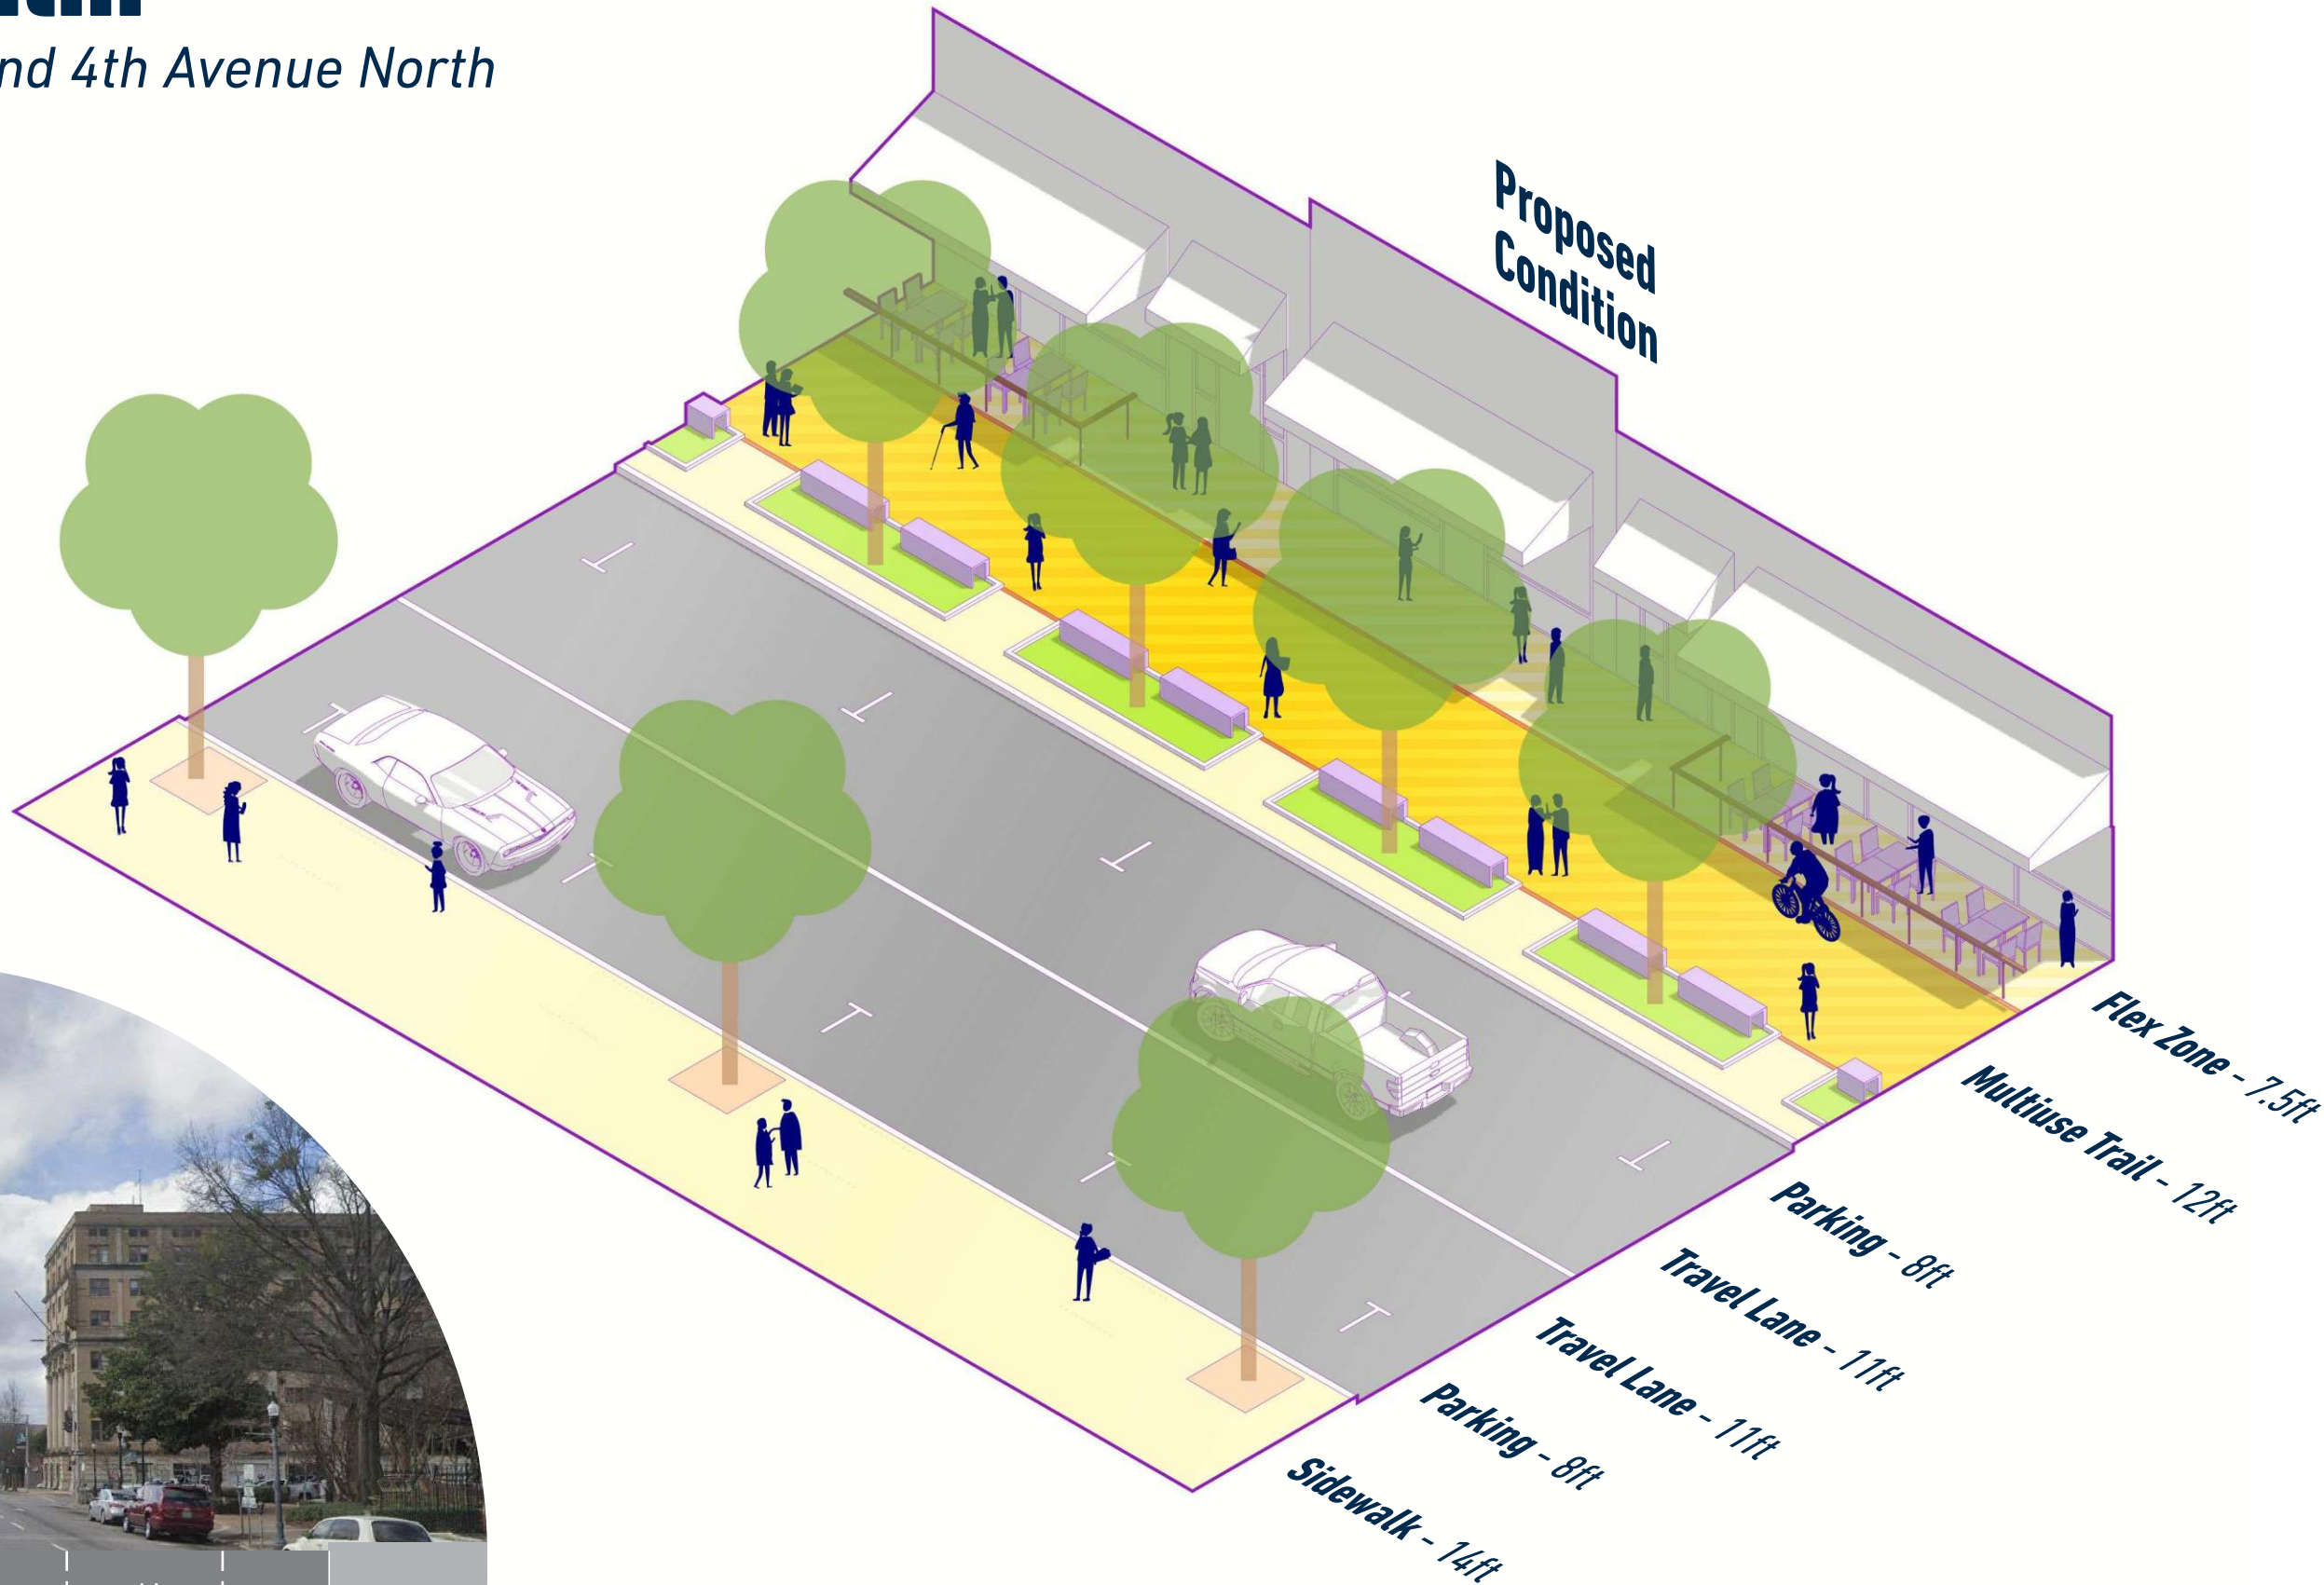 nd 4th Avenue North
Proposed
Condition
Flex Zone - 7.5ft
Multiuse Trail - 12ft
Parking - 8ft
Travel Lane - 11ft
Travel Lane - 11ft
Parking - 8ft
Sidewalk - 14ft